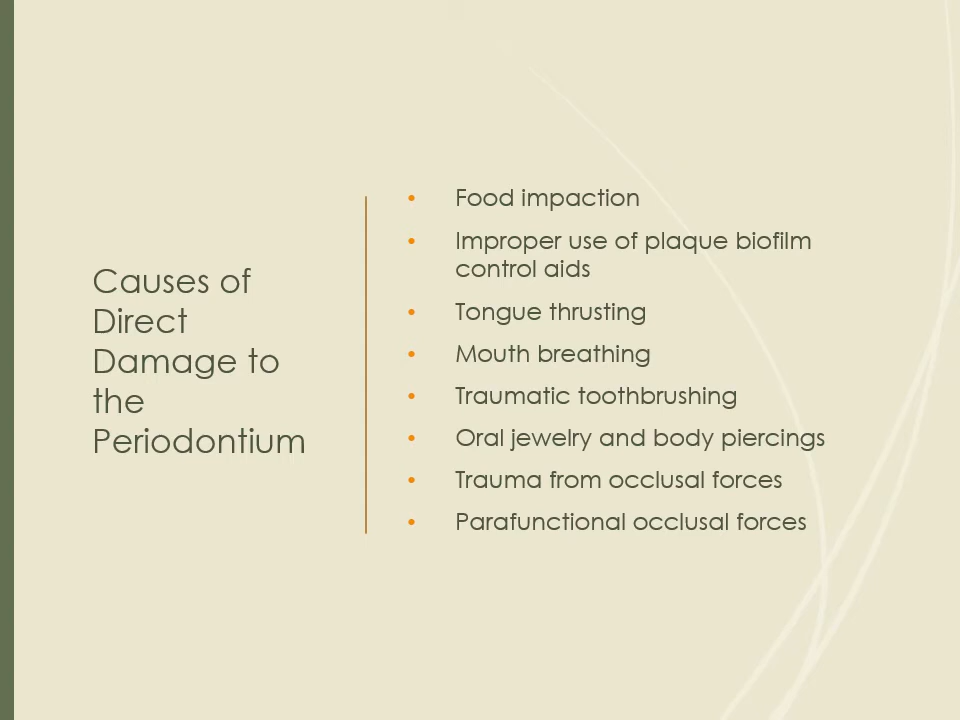 Causes of
Direct
Damage to
the
Periodontium
• Food impaction
• Improper use of plaque biofilm
control aids
• Tongue thrusting
• Mouth breathing
• Traumatic toothbrushing
• Oral jewelry and body piercings
• Trauma from occlusal forces
• Parafunctional occlusal forces